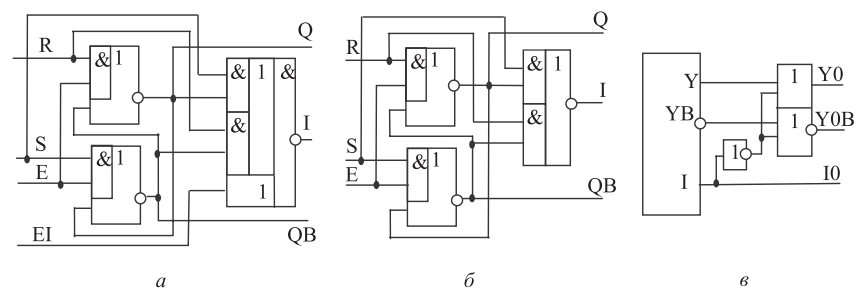 R & 1 & 1 & Q
& I
S & 1
E 1
EI QB
а
R & 1 & 1 Q
& I
S & 1
E QB
б
Y 1 Y0
YB 1 Y0B
1
I I0
в